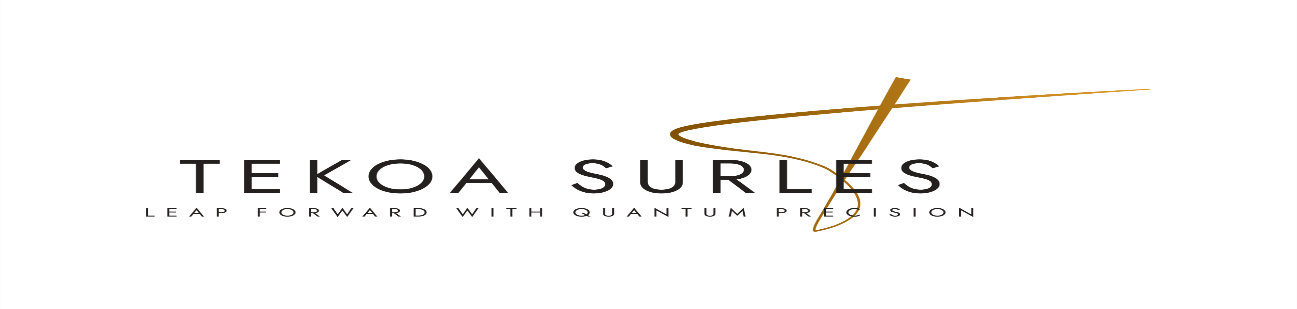 TEKOA SURLES
LEAP FORWARD WITH QUANTUM PRECISION